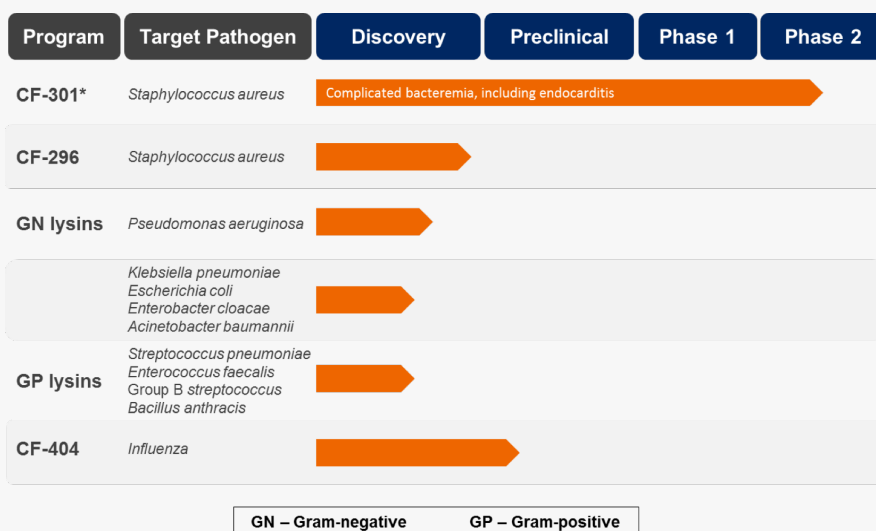 Program Target Pathogen Discovery Preclinical Phase 1 Phase 2
CF-301* Staphylococcus aureus Complicated bacteremia, including endocarditis
CF-296 Staphylococcus aureus
GN lysins Pseudomonas aeruginosa
Klebsiella pneumoniae
Escherichia coli
Enterobacter cloacae
Acinetobacter baumannii
GP lysins
Streptococcus pneumoniae
Enterococcus faecalis
Group B streptococcus
Bacillus anthracis
CF-404 Influenza
GN – Gram-negative GP – Gram-positive